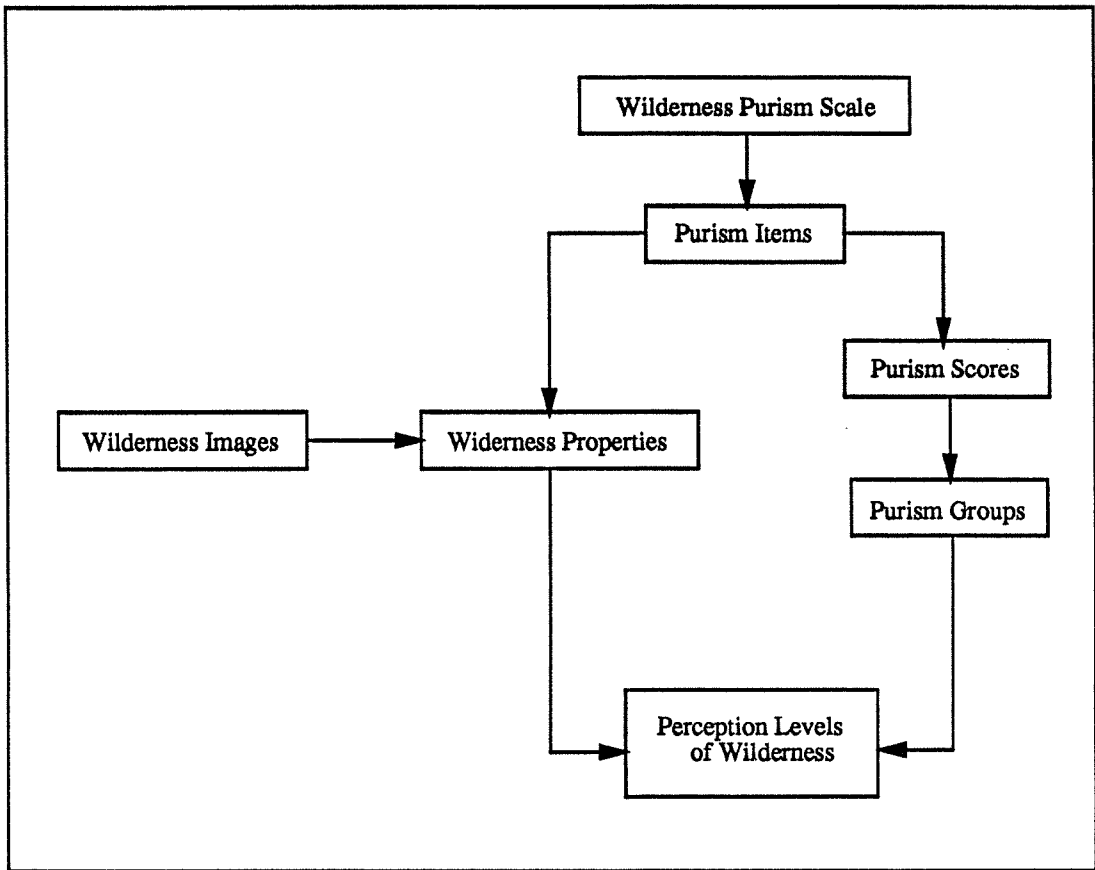 Wilderness Purism Scale
Purism Items
Purism Scores
Wilderness Images
Widerness Properties
Purism Groups
Perception Levels
of Wilderness